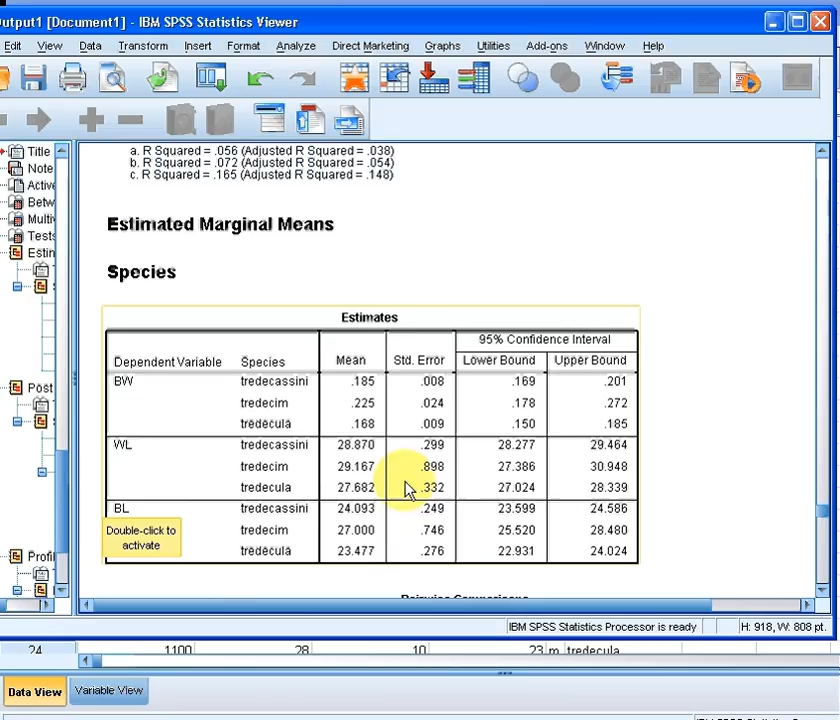 Output1 [Document1] - IBM SPSS Statistics Viewer
Edit View Data Transform Insert Format Analyze Direct Marketing Graphs Utilities Add-ons Window Help
Title
Note
Active
Betw
Multiv
Tests
Estin
Post
Profil
a. R Squared = .056 (Adjusted R Squared = .038)
b. R Squared = .072 (Adjusted R Squared = .054)
c. R Squared = .165 (Adjusted R Squared = .148)
Estimated Marginal Means
Species
Estimates
95% Confidence Interval
Dependent Variable Species Mean Std. Error Lower Bound Upper Bound
BW tredecassini .185 .008 .169 .201
tredecim .225 .024 .178 .272
tredecula .168 .009 .150 .185
WL tredecassini 28.870 .299 28.277 29.464
tredecim 29.167 .898 27.386 30.948
tredecula 27.682 .332 27.024 28.339
BL tredecassini 24.093 .249 23.599 24.586
tredecim 27.000 .746 25.520 28.480
tredecula 23.477 .276 22.931 24.024
Double-click to
activate
Pairwise Comparisons
IBM SPSS Statistics Processor is ready H: 918, W: 808 pt.
24 1100 28 10 23 m tredecula
Data View Variable View